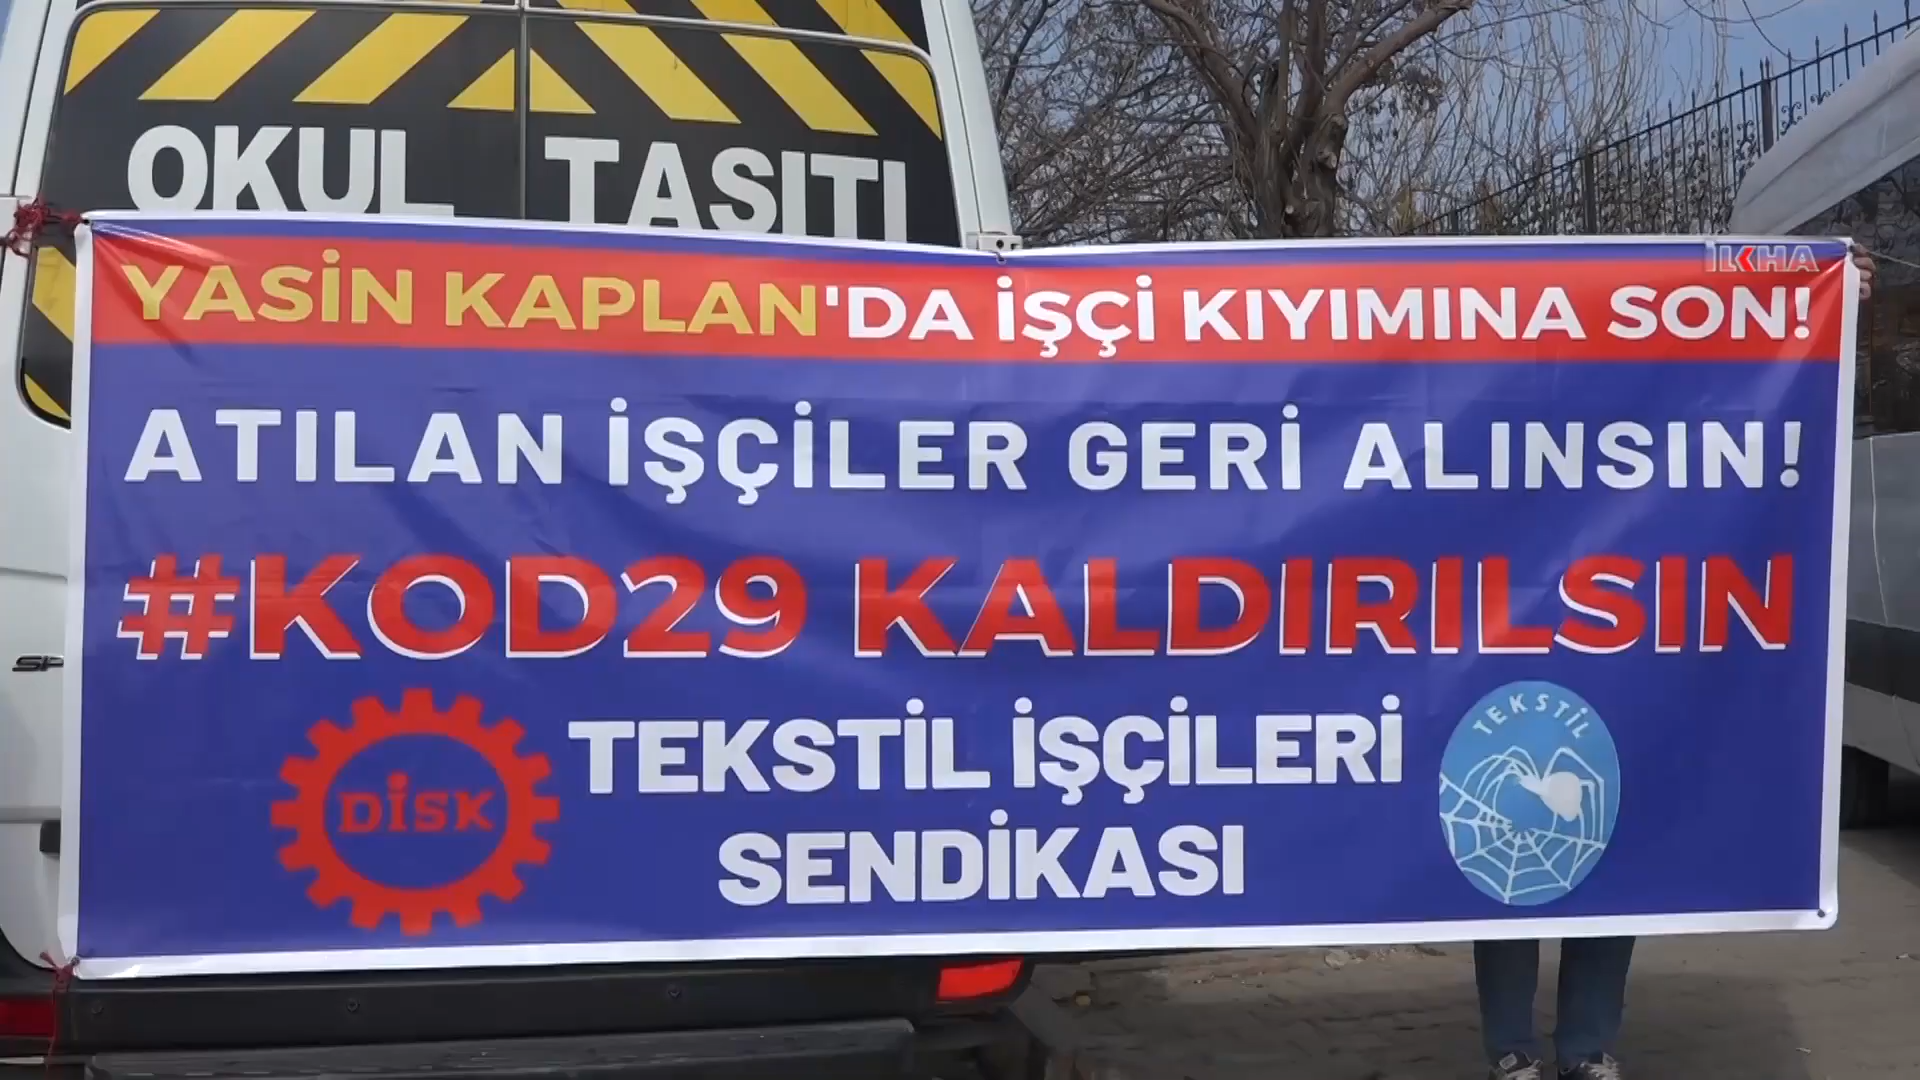 OKUL TAŞITI
İLKHA
YASİN KAPLAN'DA İŞÇİ KIYIMINA SON!
ATILAN İŞÇİLER GERİ ALINSIN!
#KOD29 KALDIRILSIN
DİSK
TEKSTİL İŞÇİLERİ
SENDİKASI
TEKSTİL